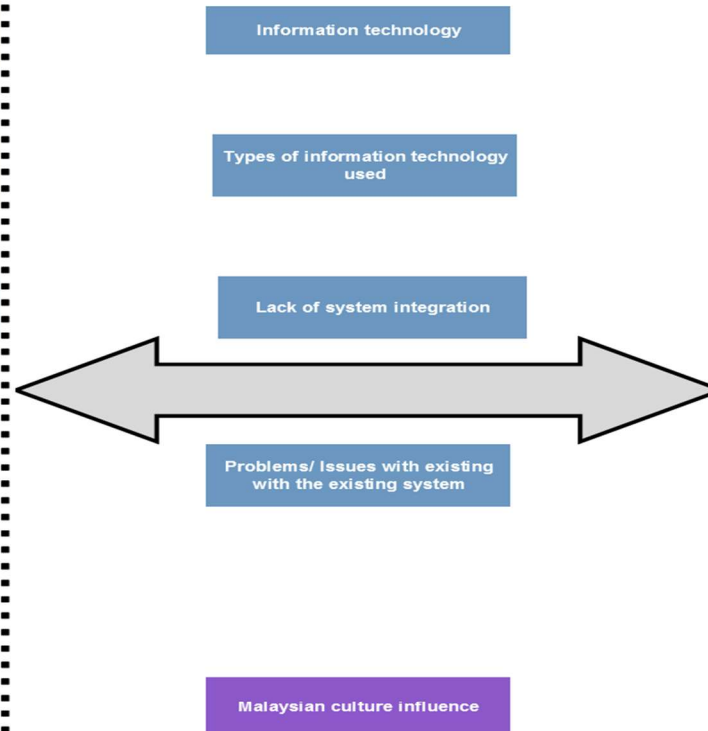 Information technology
Types of information technology
used
Lack of system integration
Problems/ Issues with existing
with the existing system
Malaysian culture influence